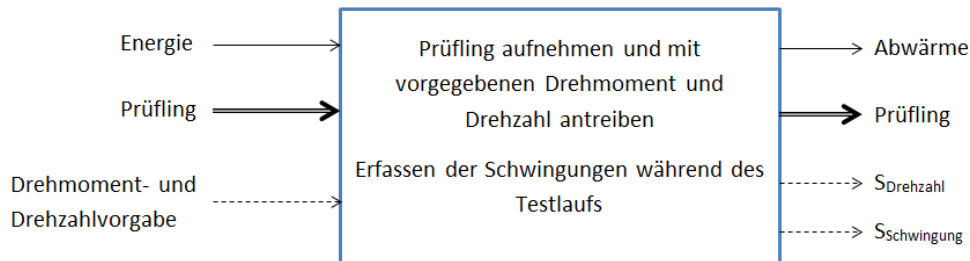 Energie
Prüfling
Drehmoment- und
Drehzahlvorgabe
Prüfling aufnehmen und mit
vorgegebenen Drehmoment und
Drehzahl antreiben
Erfassen der Schwingungen während des
Testlaufs
Abwärme
Prüfling
SDrehzahl
SSchwingung